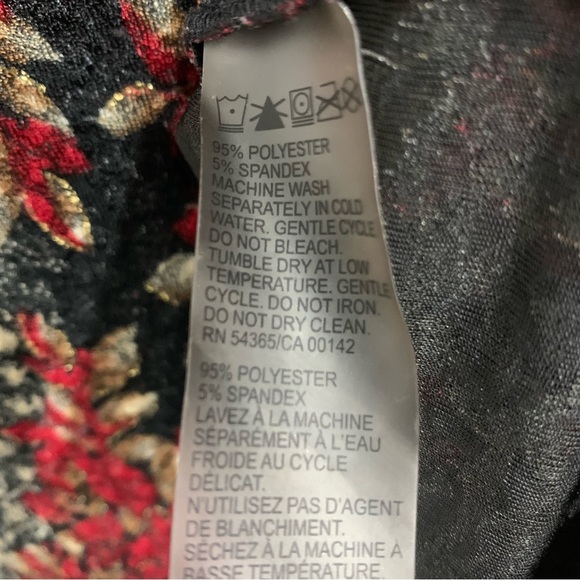 95% POLYESTER
5% SPANDEX
MACHINE WASH
SEPARATELY IN COLD
WATER. GENTLE CYCLE
DO NOT BLEACH.
TUMBLE DRY AT LOW
TEMPERATURE. GENTLE
CYCLE. DO NOT IRON.
DO NOT DRY CLEAN.
RN 54365/CA 00142
95% POLYESTER
5% SPANDEX
LAVEZ À LA MACHINE
SÉPARÉMENT À L'EAU
FROIDE AU CYCLE
DÉLICAT.
N'UTILISEZ PAS D'AGENT
DE BLANCHIMENT.
SÉCHEZ À LA MACHINE À
BASSE TEMPÉRATURE.